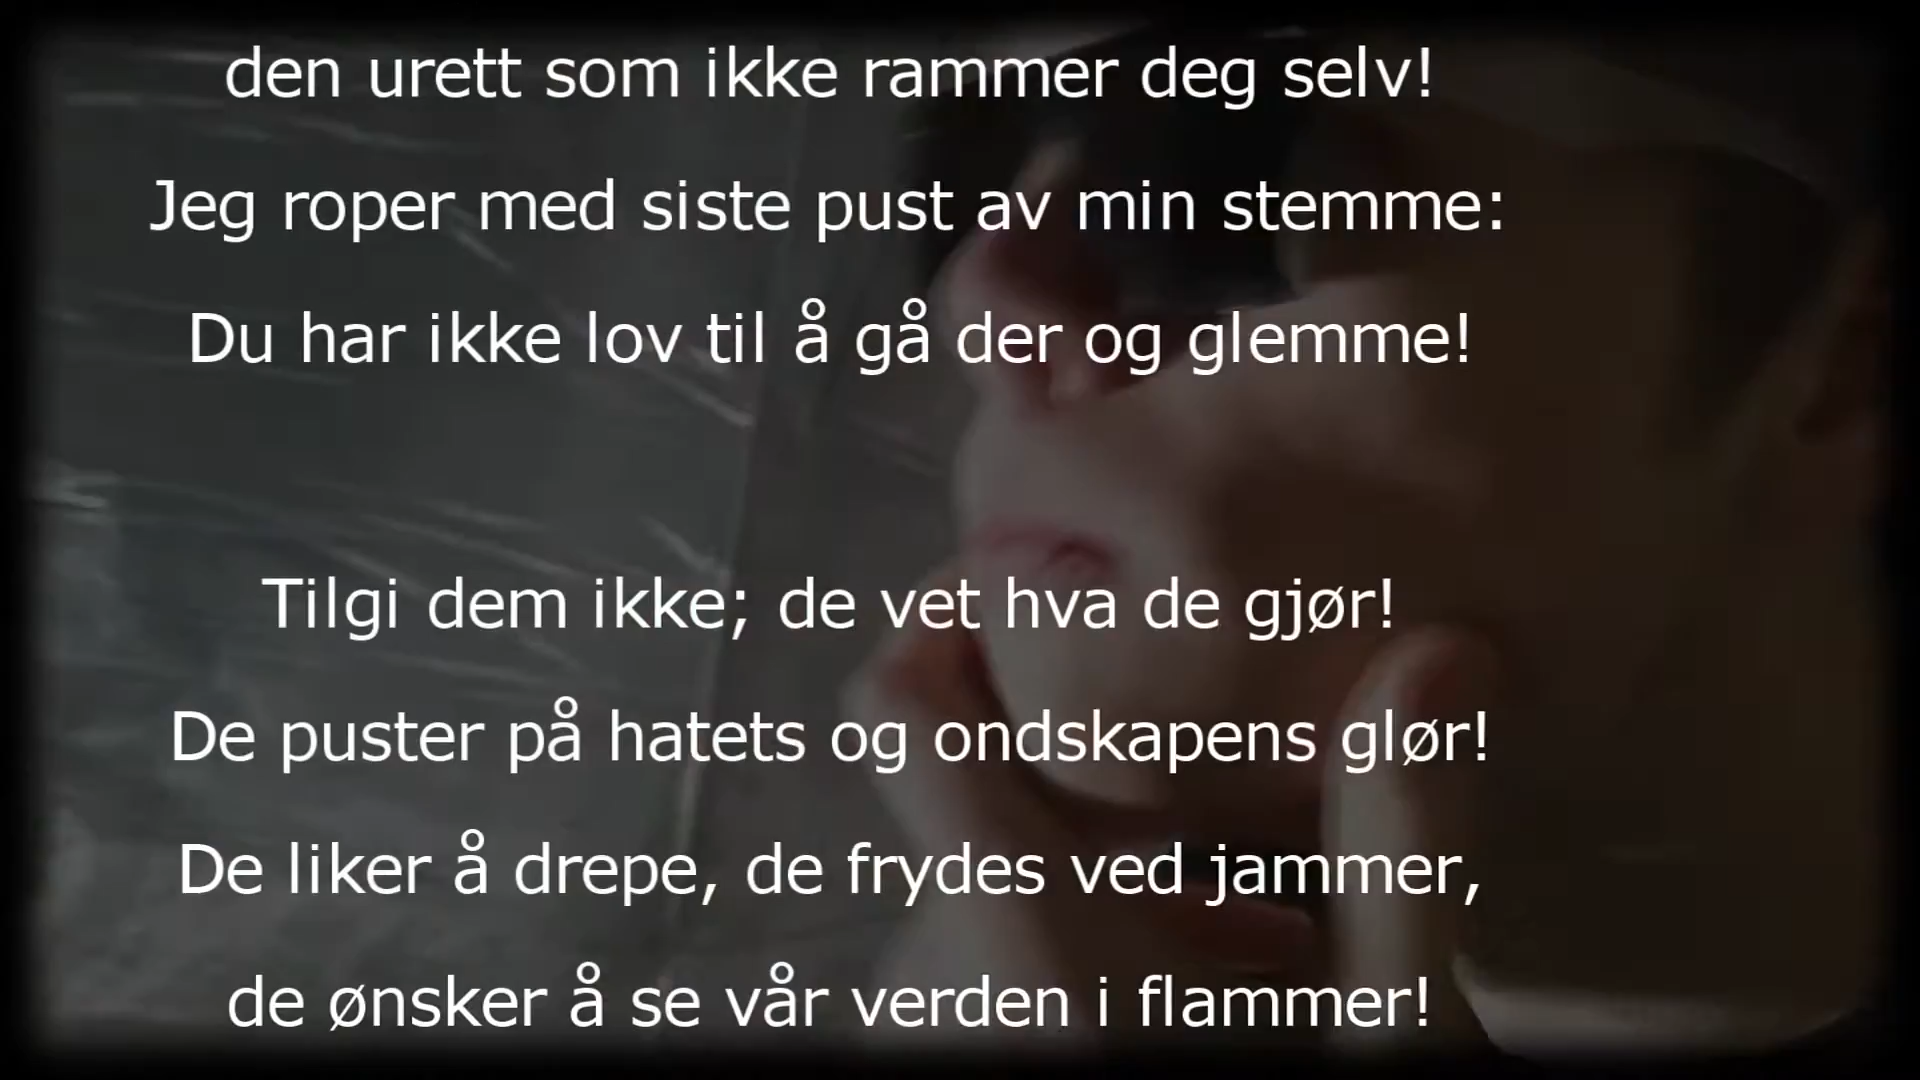 den urett som ikke rammer deg selv!
Jeg roper med siste pust av min stemme:
Du har ikke lov til å gå der og glemme!
Tilgi dem ikke; de vet hva de gjør!
De puster på hatets og ondskapens glør!
De liker å drepe, de frydes ved jammer,
de ønsker å se vår verden i flammer!